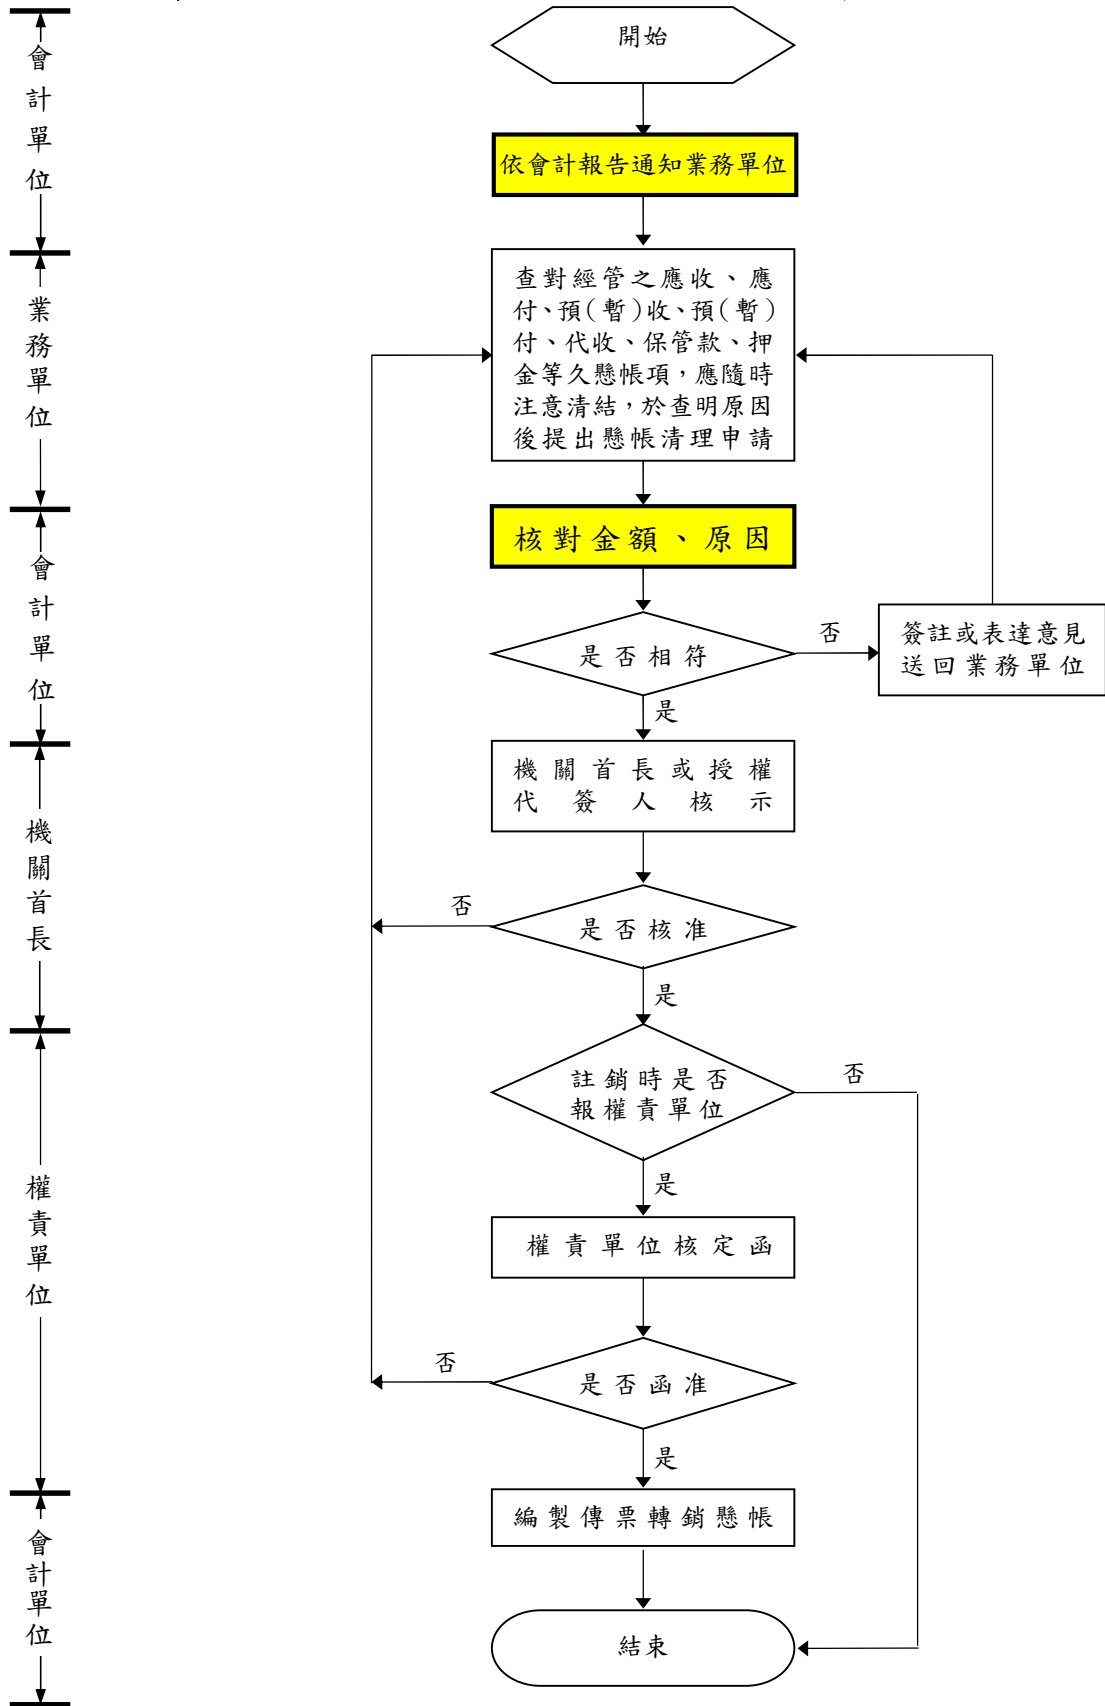 開始
依會計報告通知業務單位
查對經管之應收、應
付、預(暫)收、預(暫)
付、代收、保管款、押
金等久懸帳項，應隨時
注意清結，於查明原因
後提出懸帳清理申請
核對金額、原因
是否相符
否
簽註或表達意見
送回業務單位
是
機關首長或授權
代簽人核示
是否核准
否
是
註銷時是否
報權責單位
否
是
權責單位核定函
是否函准
否
是
編製傳票轉銷懸帳
結束
會計單位
業務單位
會計單位
機關首長
權責單位
會計單位